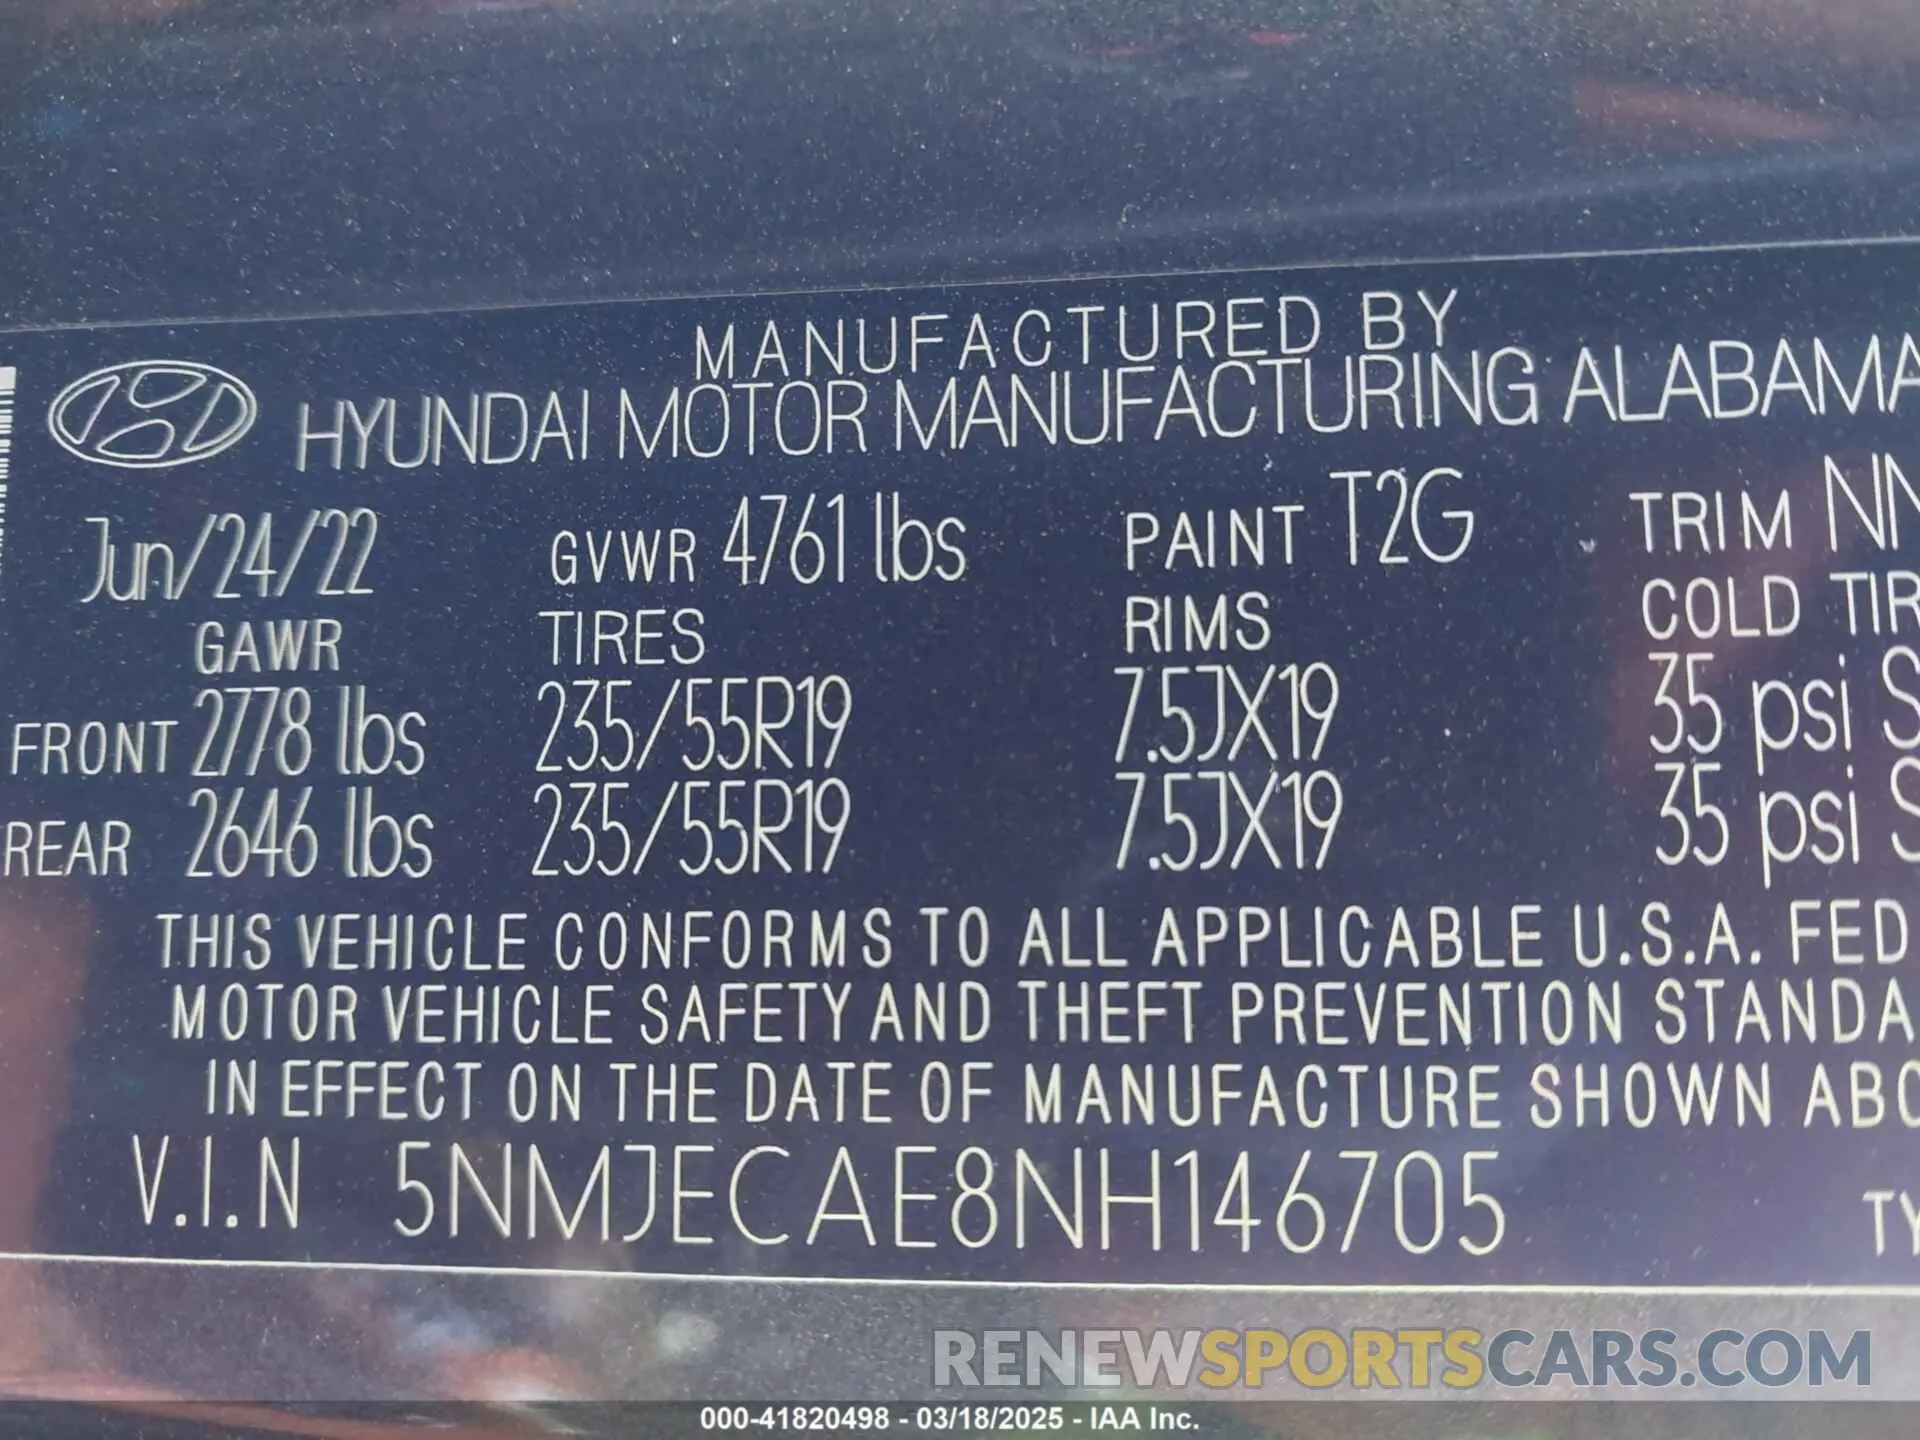 MANUFACTURED BY
HYUNDAI MOTOR MANUFACTURING ALABAMA
Jun/24/22 GVWR 4761 lbs PAINT T2G TRIM NN
GAWR TIRES RIMS COLD TIR
FRONT 2778 lbs 235/55R19 7.5JX19 35 psi S
REAR 2646 lbs 235/55R19 7.5JX19 35 psi S
THIS VEHICLE CONFORMS TO ALL APPLICABLE U.S.A. FED
MOTOR VEHICLE SAFETY AND THEFT PREVENTION STANDA
IN EFFECT ON THE DATE OF MANUFACTURE SHOWN ABO
V.I.N 5NMJECAE8NH146705 TY
RENEWSPORTSCARS.COM
000-41820498 - 03/18/2025 - IAA Inc.